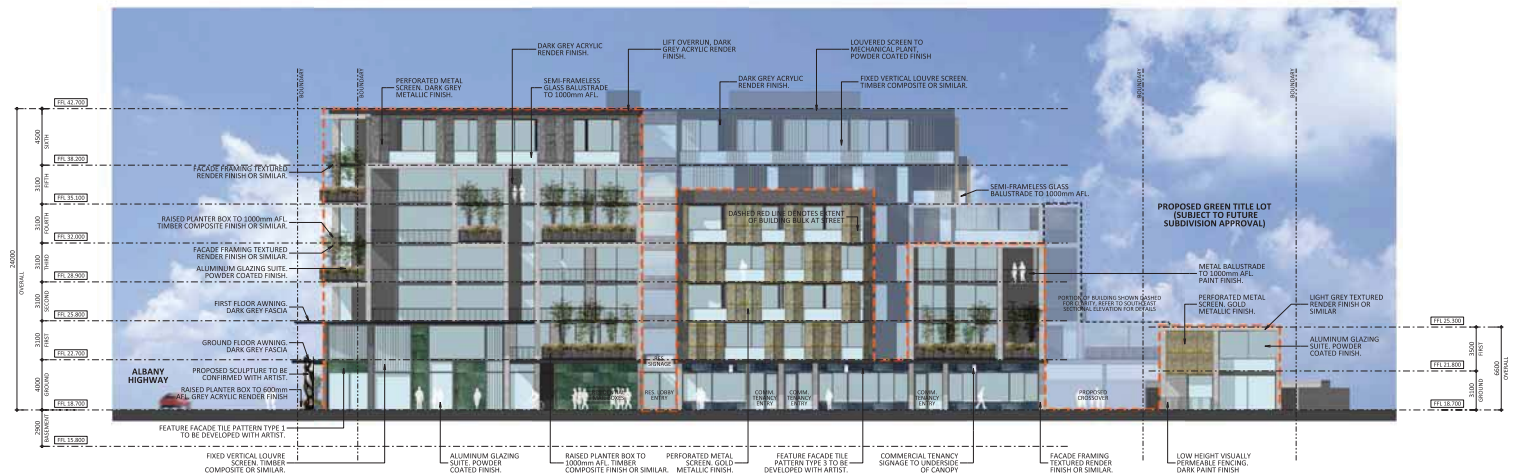 DARK GREY ACRYLIC
RENDER FINISH.
LIFT OVERRUN, DARK
GREY ACRYLIC RENDER
FINISH.
LOUVERED SCREEN TO
MECHANICAL PLANT,
POWDER COATED FINISH
BOUNDARY
BOUNDARY
PERFORATED METAL
SCREEN. DARK GREY
METALLIC FINISH.
SEMI-FRAMELESS
GLASS BALUSTRADE
TO 1000mm AFL.
DARK GREY ACRYLIC
RENDER FINISH.
FIXED VERTICAL LOUVRE SCREEN.
TIMBER COMPOSITE OR SIMILAR.
BOUNDARY
BOUNDARY
FFL 42.700
4500
SIXTH
FFL 38.200
3100
FIFTH
FFL 35.100
3100
FOURTH
FFL 32.000
3100
THIRD
FFL 28.900
3100
SECOND
FFL 25.800
3100
FIRST
FFL 22.700
4000
GROUND
FFL 18.700
2900
BASEMENT
FFL 15.800
24000
OVERALL
FACADE FRAMING TEXTURED
RENDER FINISH OR SIMILAR.
RAISED PLANTER BOX TO 1000mm AFL.
TIMBER COMPOSITE FINISH OR SIMILAR.
FACADE FRAMING TEXTURED
RENDER FINISH OR SIMILAR.
ALUMINUM GLAZING SUITE.
POWDER COATED FINISH.
FIRST FLOOR AWNING.
DARK GREY FASCIA
GROUND FLOOR AWNING.
DARK GREY FASCIA
ALBANY
HIGHWAY
PROPOSED SCULPTURE TO BE
CONFIRMED WITH ARTIST.
RAISED PLANTER BOX TO 600mm
AFL. GREY ACRYLIC RENDER FINISH
DASHED RED LINE DENOTES EXTENT
OF BUILDING BULK AT STREET
SEMI-FRAMELESS GLASS
BALUSTRADE TO 1000mm AFL.
PROPOSED GREEN TITLE LOT
(SUBJECT TO FUTURE
SUBDIVISION APPROVAL)
METAL BALUSTRADE
TO 1000mm AFL.
PAINT FINISH.
PORTION OF BUILDING SHOWN DASHED
FOR CLARITY, REFER TO SOUTH EAST
SECTIONAL ELEVATION FOR DETAILS
PERFORATED METAL
SCREEN. GOLD
METALLIC FINISH.
LIGHT GREY TEXTURED
RENDER FINISH OR
SIMILAR
ALUMINUM GLAZING
SUITE. POWDER
COATED FINISH.
FFL 25.300
3500
FIRST
FFL 21.800
3100
GROUND
FFL 18.700
6600
OVERALL
SIGNAGE
RES. LOBBY
ENTRY
COMM.
TENANCY
ENTRY
COMM.
TENANCY
ENTRY
COMM.
TENANCY
ENTRY
PROPOSED
CROSSOVER
FEATURE FACADE TILE PATTERN TYPE 1
TO BE DEVELOPED WITH ARTIST.
FIXED VERTICAL LOUVRE
SCREEN. TIMBER
COMPOSITE OR SIMILAR.
ALUMINUM GLAZING
SUITE. POWDER
COATED FINISH.
RAISED PLANTER BOX TO
1000mm AFL. TIMBER
COMPOSITE FINISH OR SIMILAR.
PERFORATED METAL
SCREEN. GOLD
METALLIC FINISH.
FEATURE FACADE TILE
PATTERN TYPE 3 TO BE
DEVELOPED WITH ARTIST.
COMMERCIAL TENANCY
SIGNAGE TO UNDERSIDE
OF CANOPY
FACADE FRAMING
TEXTURED RENDER
FINISH OR SIMILAR.
LOW HEIGHT VISUALLY
PERMEABLE FENCING.
DARK PAINT FINISH